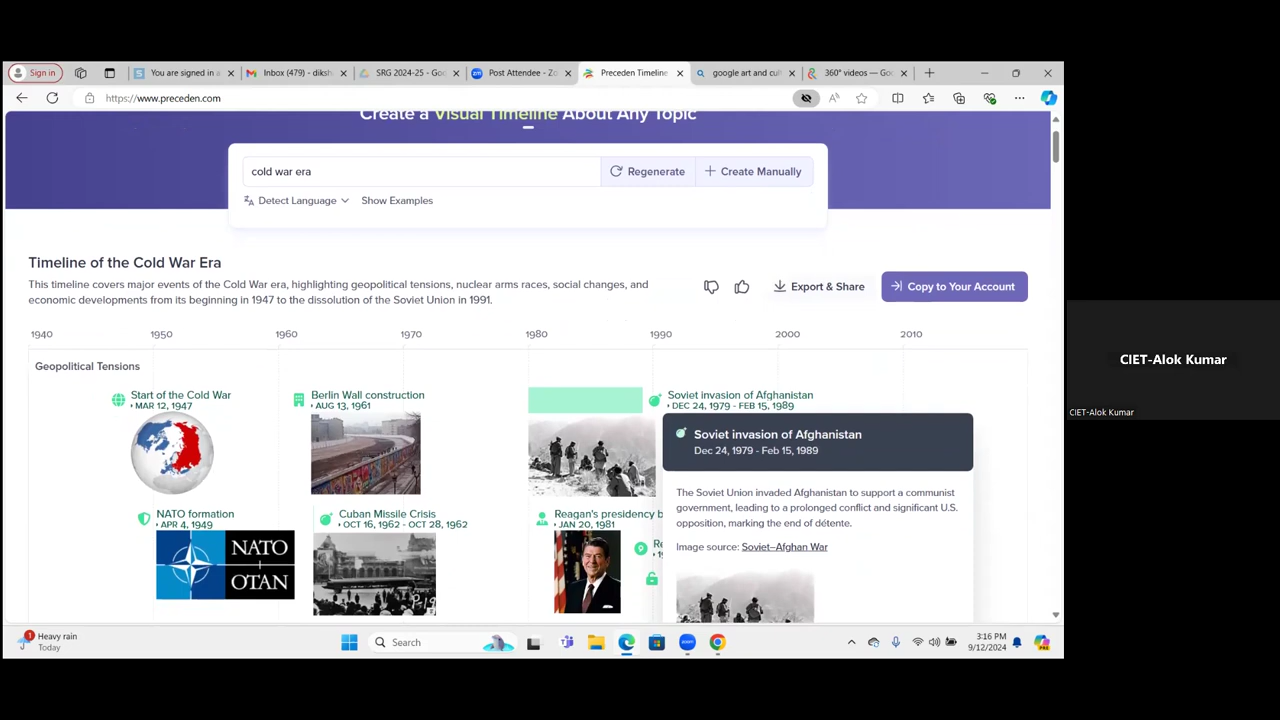 Sign in
You are signed in a
Inbox (479) - diksh
SRG 2024-25 - Goo
Post Attendee - Zo
Preceden Timeline
google art and cul
360° videos — Goo
https://www.preceden.com
Create a Visual Timeline About Any Topic
cold war era
Regenerate
Create Manually
Detect Language
Show Examples
Timeline of the Cold War Era
This timeline covers major events of the Cold War era, highlighting geopolitical tensions, nuclear arms races, social changes, and
economic developments from its beginning in 1947 to the dissolution of the Soviet Union in 1991.
Export & Share
Copy to Your Account
1940 1950 1960 1970 1980 1990 2000 2010
Geopolitical Tensions
Start of the Cold War
MAR 12, 1947
Berlin Wall construction
AUG 13, 1961
Soviet invasion of Afghanistan
DEC 24, 1979 - FEB 15, 1989
Soviet invasion of Afghanistan
Dec 24, 1979 - Feb 15, 1989
The Soviet Union invaded Afghanistan to support a communist
government, leading to a prolonged conflict and significant U.S.
opposition, marking the end of détente.
Image source: Soviet–Afghan War
NATO formation
APR 4, 1949
NATO
OTAN
Cuban Missile Crisis
OCT 16, 1962 - OCT 28, 1962
Reagan's presidency b
JAN 20, 1981
Heavy rain
Today
Search
3:16 PM
9/12/2024
CIET-Alok Kumar
CIET-Alok Kumar